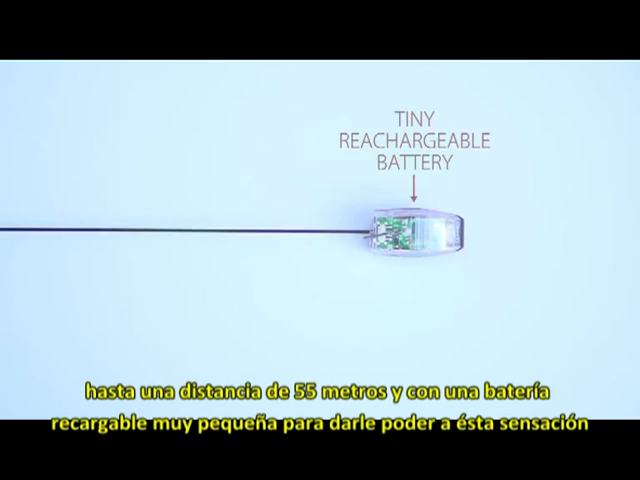 TINY
REACHARGEABLE
BATTERY
hasta una distancia de 55 metros y con una batería
recargable muy pequeña para darle poder a ésta sensación